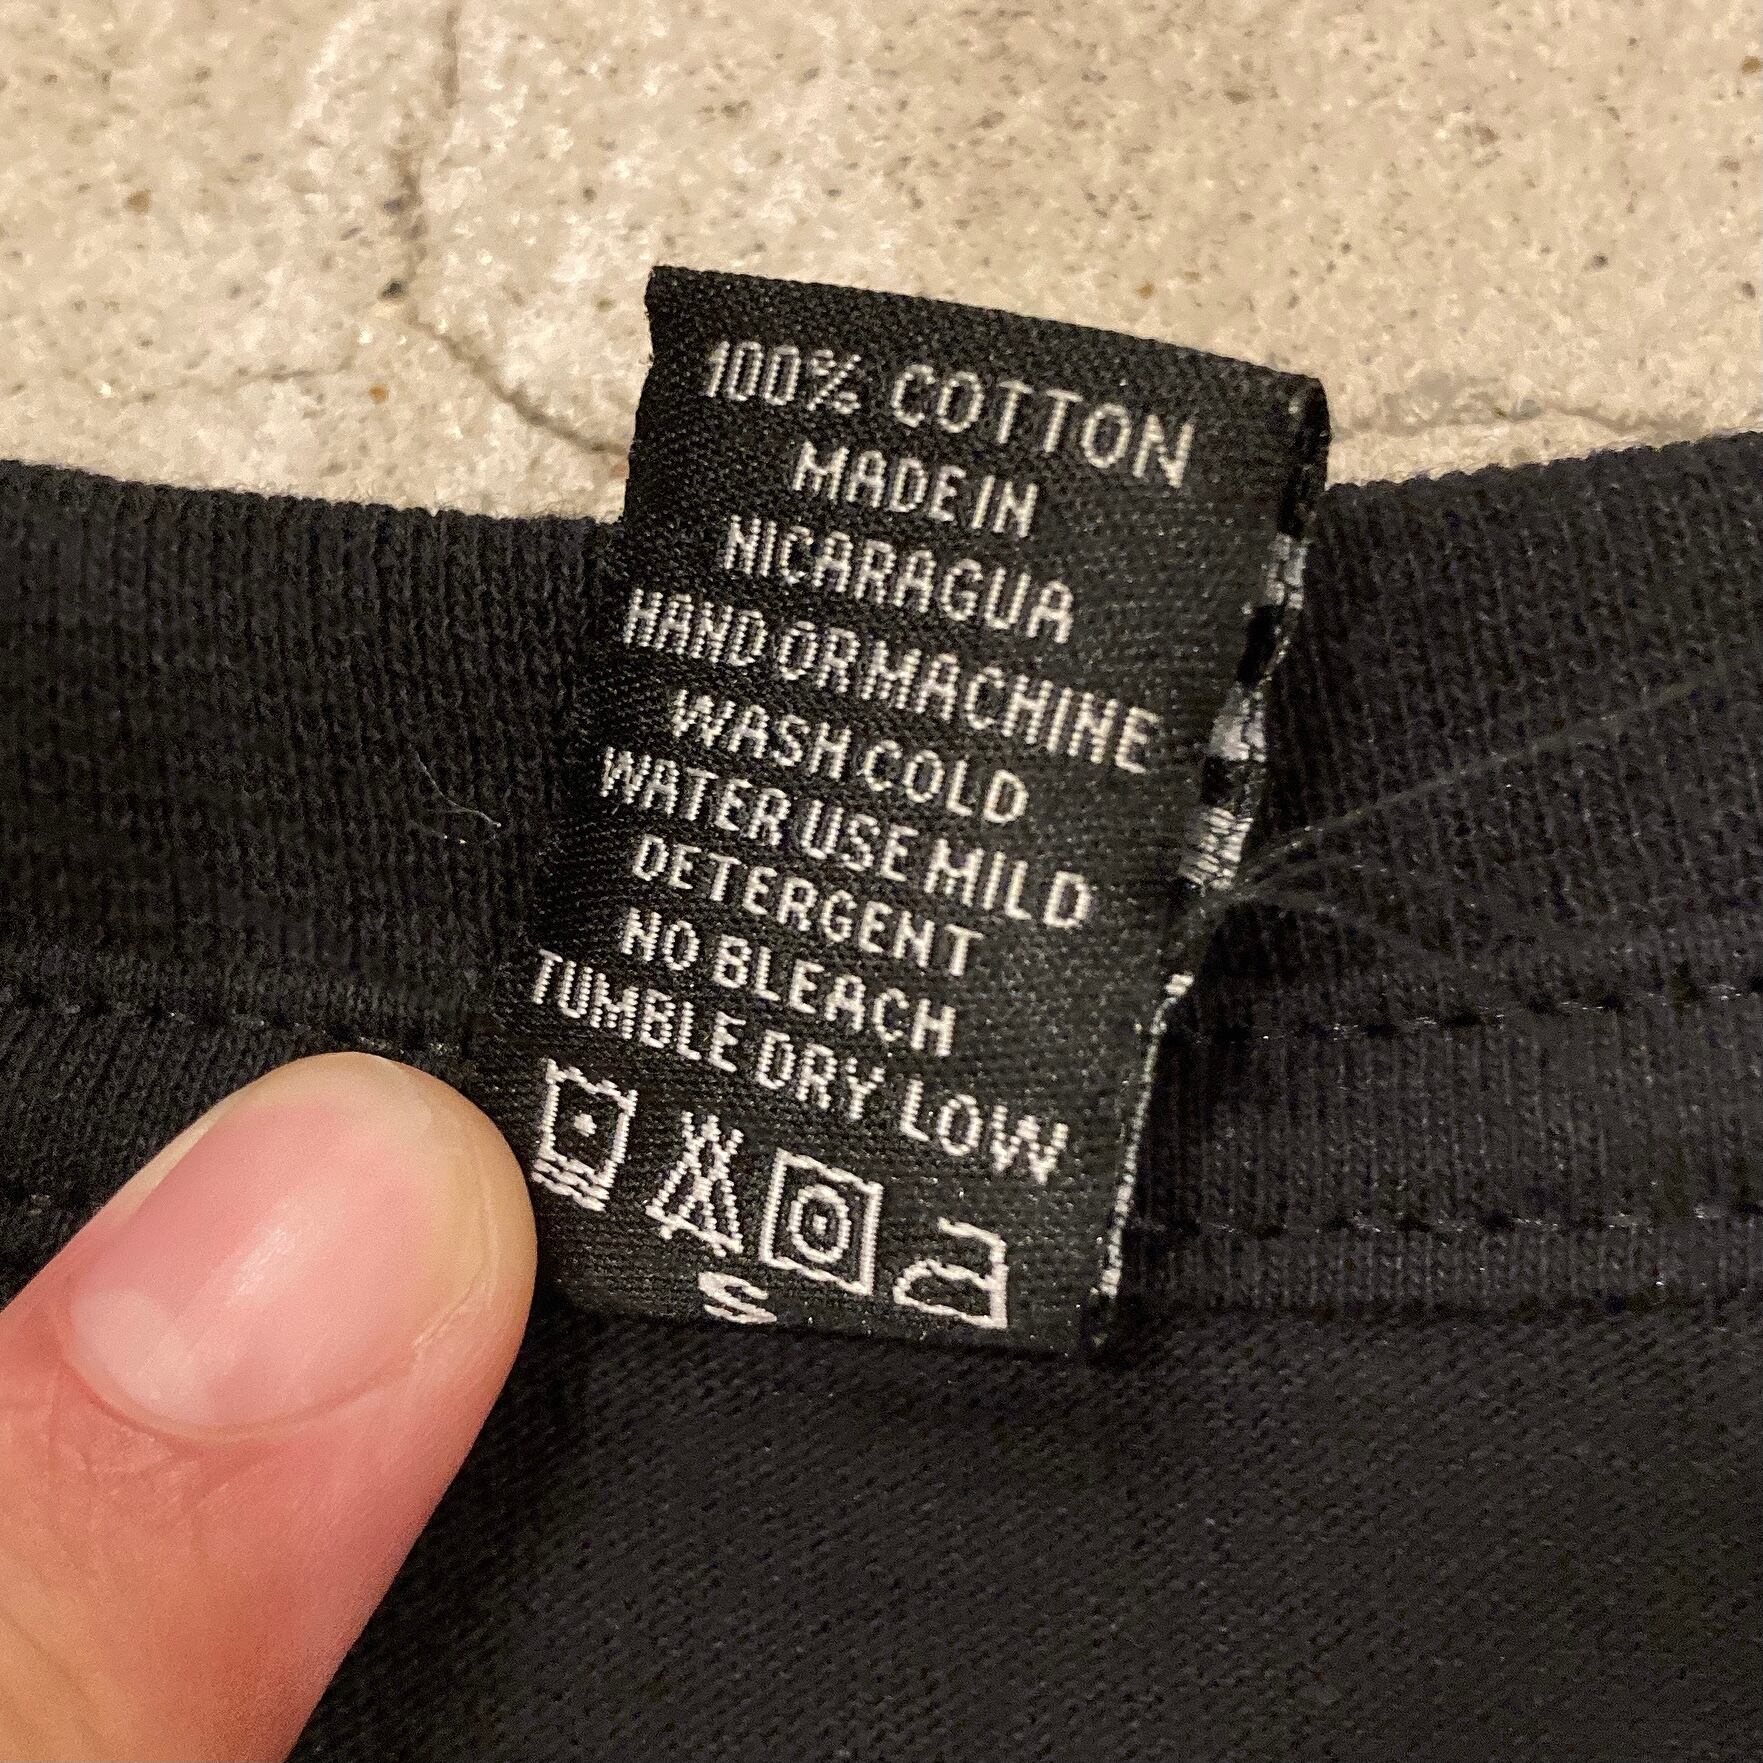 100% COTTON
MADE IN
NICARAGUA
HAND OR MACHINE
WASH COLD
WATER USE MILD
DETERGENT
NO BLEACH
TUMBLE DRY LOW
S